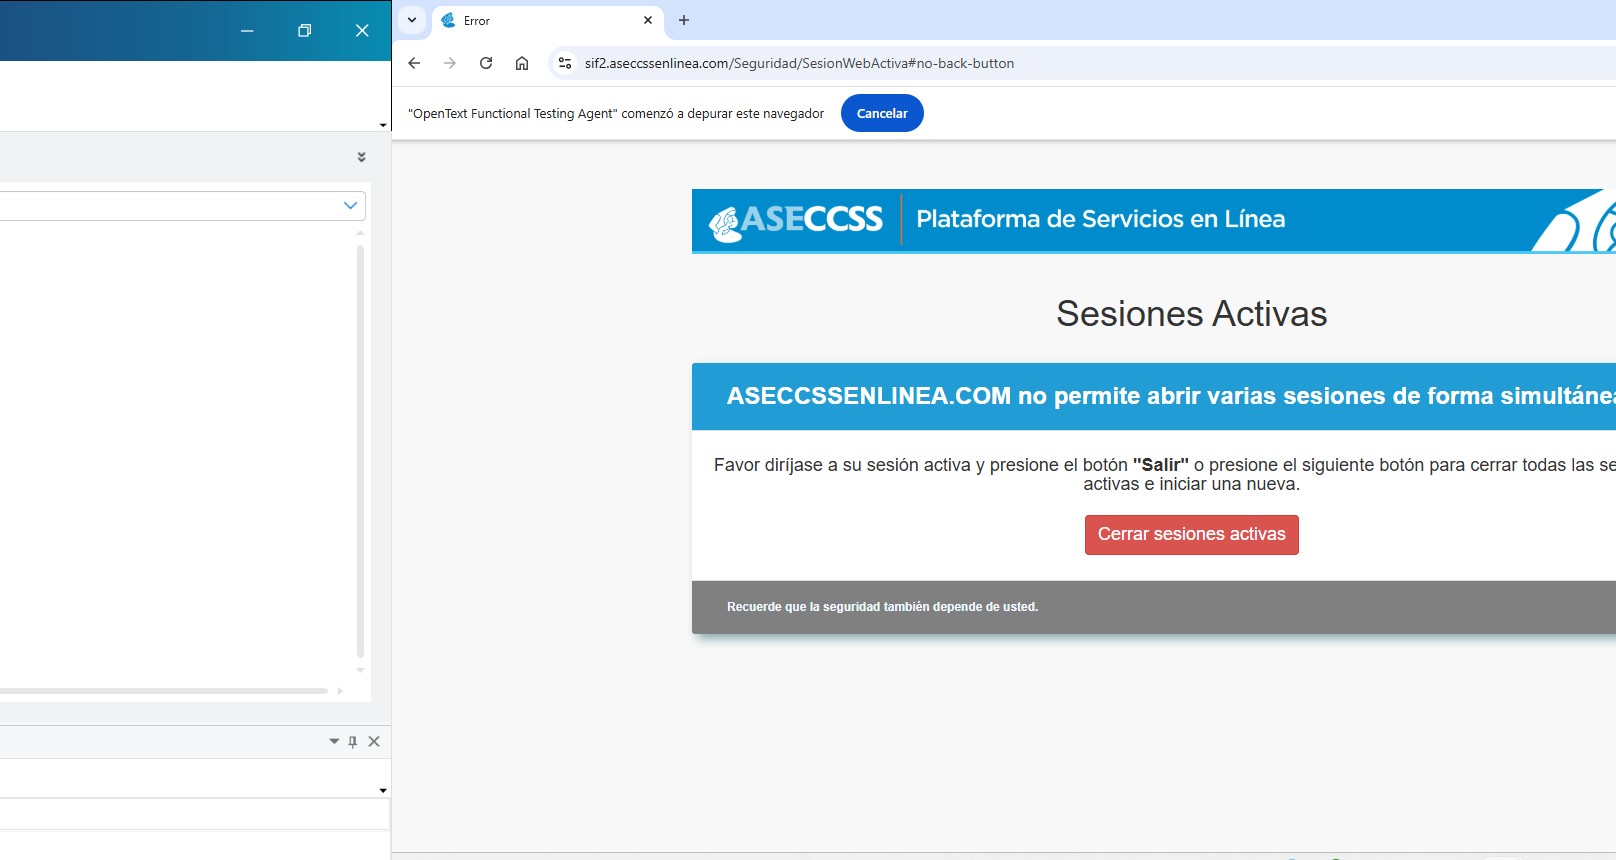 Error
sif2.aseccssenlinea.com/Seguridad/SesionWebActiva#no-back-button
"OpenText Functional Testing Agent" comenzó a depurar este navegador
Cancelar
ASECCSS
Plataforma de Servicios en Línea
Sesiones Activas
ASECCSSENLINEA.COM no permite abrir varias sesiones de forma simultánea
Favor diríjase a su sesión activa y presione el botón "Salir" o presione el siguiente botón para cerrar todas las se
activas e iniciar una nueva.
Cerrar sesiones activas
Recuerde que la seguridad también depende de usted.